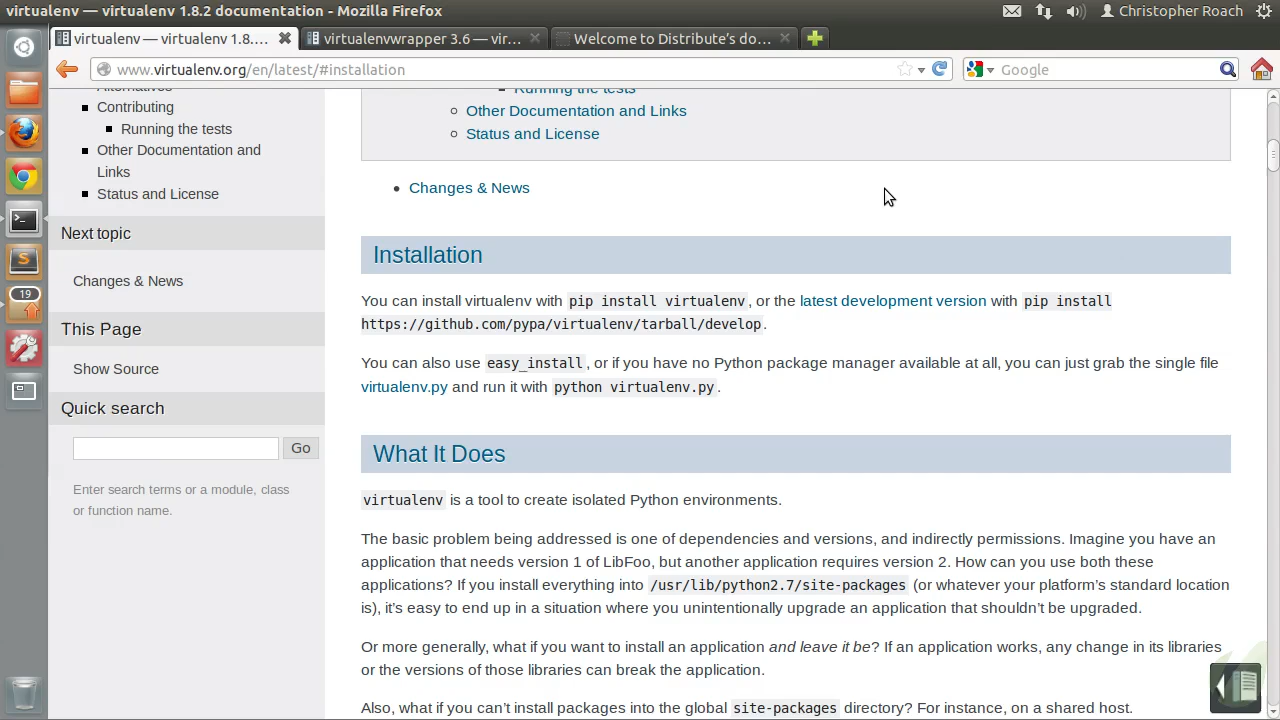 virtualenv — virtualenv 1.8.2 documentation - Mozilla Firefox
Christopher Roach
virtualenv — virtualenv 1.8....
virtualenvwrapper 3.6 — vir...
Welcome to Distribute's do...
www.virtualenv.org/en/latest/#installation
Google
Alternatives
Contributing
Running the tests
Other Documentation and
Links
Status and License
Next topic
Changes & News
This Page
Show Source
Quick search
Go
Enter search terms or a module, class
or function name.
19
Running the tests
Other Documentation and Links
Status and License
Changes & News
Installation
You can install virtualenv with pip install virtualenv, or the latest development version with pip install
https://github.com/pypa/virtualenv/tarball/develop.
You can also use easy_install, or if you have no Python package manager available at all, you can just grab the single file
virtualenv.py and run it with python virtualenv.py.
What It Does
virtualenv is a tool to create isolated Python environments.
The basic problem being addressed is one of dependencies and versions, and indirectly permissions. Imagine you have an
application that needs version 1 of LibFoo, but another application requires version 2. How can you use both these
applications? If you install everything into /usr/lib/python2.7/site-packages (or whatever your platform's standard location
is), it's easy to end up in a situation where you unintentionally upgrade an application that shouldn't be upgraded.
Or more generally, what if you want to install an application and leave it be? If an application works, any change in its libraries
or the versions of those libraries can break the application.
Also, what if you can't install packages into the global site-packages directory? For instance, on a shared host.